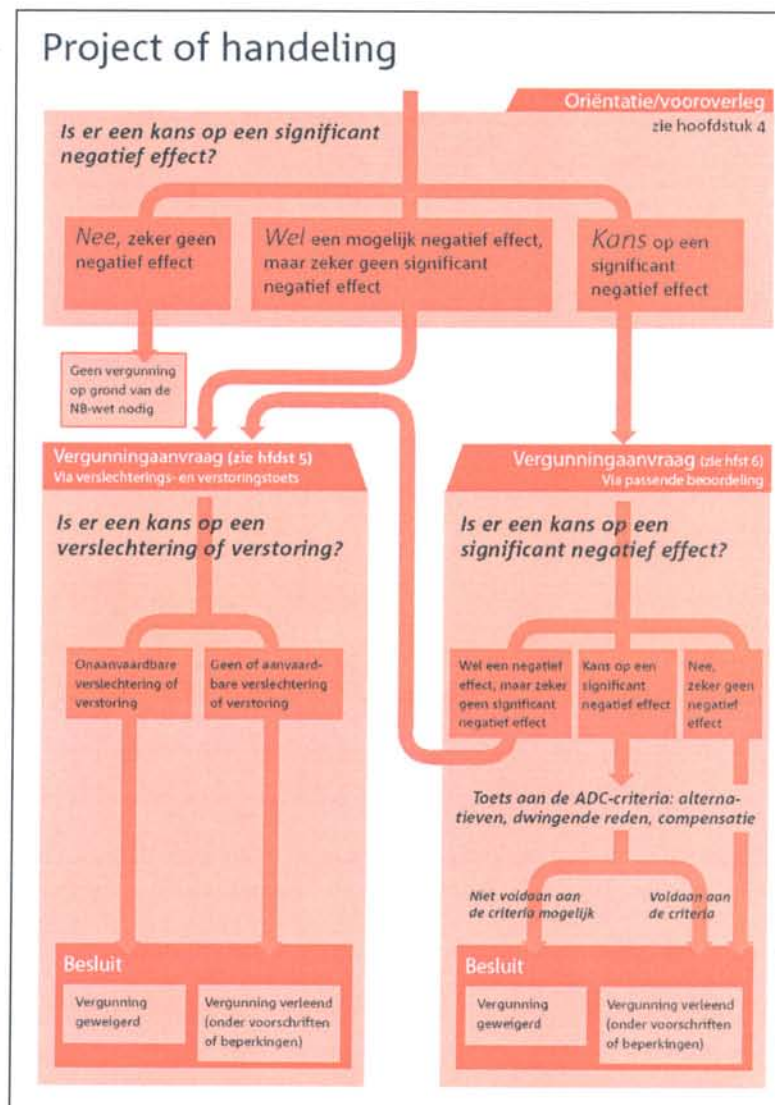 Project of handeling
Oriëntatie/vooroverleg
zie hoofdstuk 4
Is er een kans op een significant
negatief effect?
Nee, zeker geen
negatief effect
Wel een mogelijk negatief effect,
maar zeker geen significant
negatief effect
Kans op een
significant
negatief effect
Geen vergunning
op grond van de
NB-wet nodig
Vergunningaanvraag (zie hfdst 5)
Via verslechterings- en verstoringstoets
Is er een kans op een
verslechtering of verstoring?
Onaanvaardbare
verslechtering of
verstoring
Geen of aanvaard-
bare verslechtering
of verstoring
Besluit
Vergunning
geweigerd
Vergunning verleend
(onder voorschriften
of beperkingen)
Vergunningaanvraag (zie hfst 6)
Via passende beoordeling
Is er een kans op een
significant negatief effect?
Wel een negatief
effect, maar zeker
geen significant
negatief effect
Kans op een
significant
negatief effect
Nee,
zeker geen
negatief
effect
Toets aan de ADC-criteria: alterna-
tieven, dwingende reden, compensatie
Niet voldaan aan
de criteria mogelijk
Voldaan aan
de criteria
Besluit
Vergunning
geweigerd
Vergunning verleend
(onder voorschriften
of beperkingen)